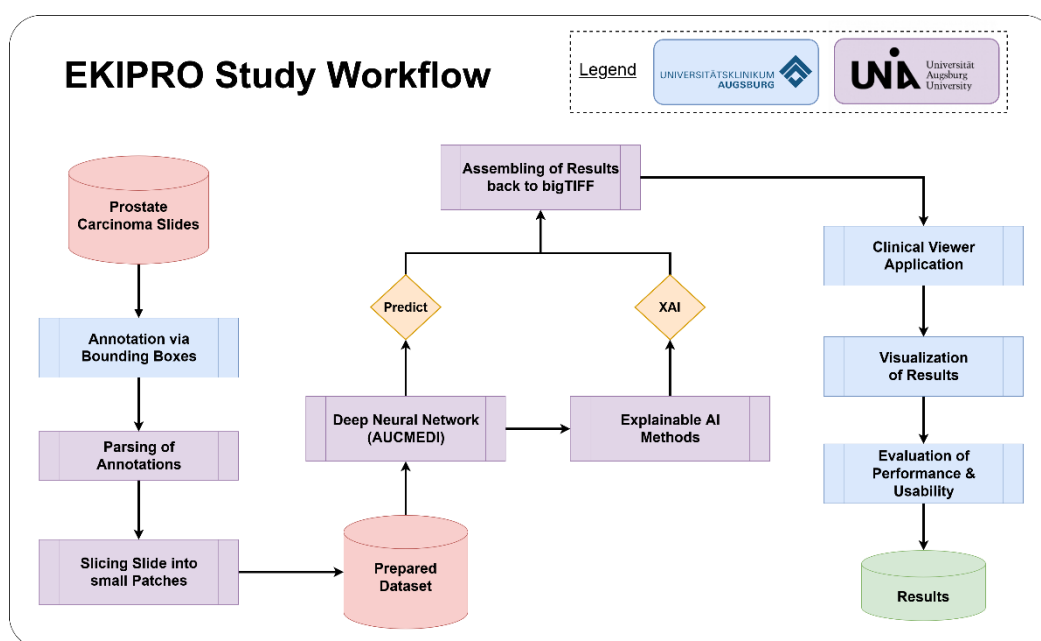 EKIPRO Study Workflow
Legend
UNIVERSITÄTSKLINIKUM
AUGSBURG
UNIA
Universität
Augsburg
University
Prostate
Carcinoma Slides
Annotation via
Bounding Boxes
Parsing of
Annotations
Slicing Slide into
small Patches
Prepared
Dataset
Deep Neural Network
(AUCMEDI)
Explainable AI
Methods
Predict
XAI
Assembling of Results
back to bigTIFF
Clinical Viewer
Application
Visualization
of Results
Evaluation of
Performance &
Usability
Results